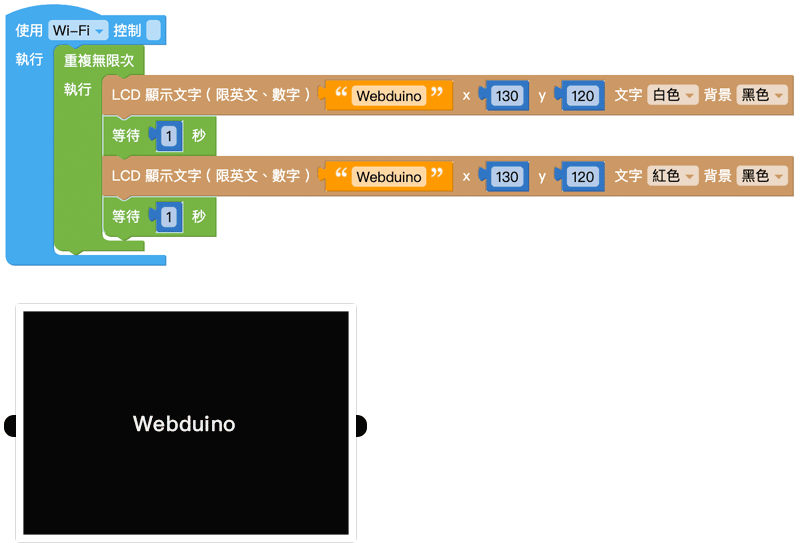 使用 Wi-Fi 控制
執行 重複無限次
執行 LCD 顯示文字（限英文、數字） “ Webduino ” x 130 y 120 文字 白色 背景 黑色
等待 1 秒
LCD 顯示文字（限英文、數字） “ Webduino ” x 130 y 120 文字 紅色 背景 黑色
等待 1 秒
Webduino